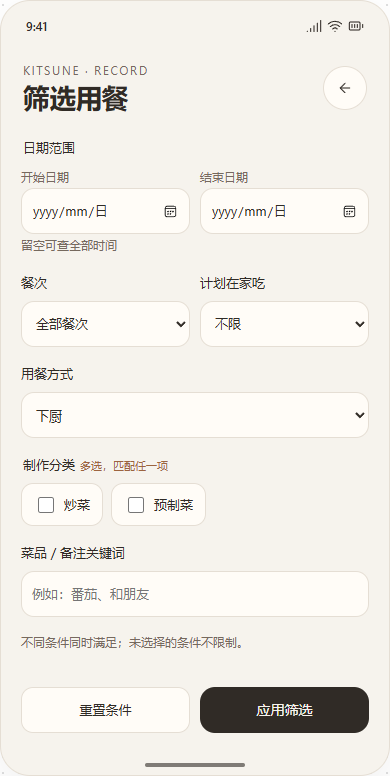 9:41
KITSUNE · RECORD
筛选用餐
日期范围
开始日期 结束日期
yyyy/mm/日 yyyy/mm/日
留空可查全部时间
餐次 计划在家吃
全部餐次 不限
用餐方式
下厨
制作分类 多选，匹配任一项
炒菜 预制菜
菜品 / 备注关键词
例如：番茄、和朋友
不同条件同时满足；未选择的条件不限制。
重置条件 应用筛选